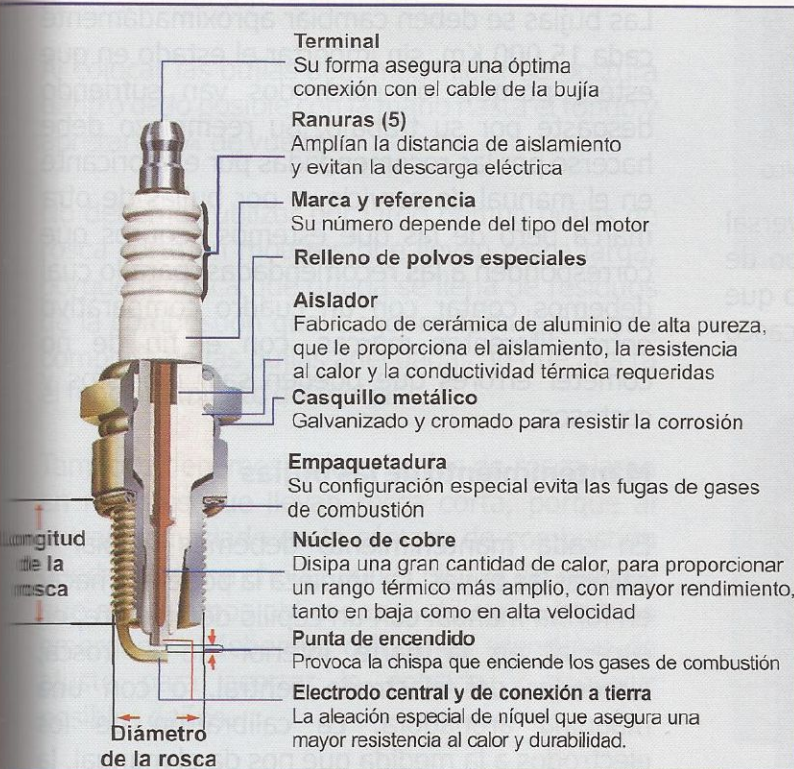 Terminal
Su forma asegura una óptima
conexión con el cable de la bujía
Ranuras (5)
Amplían la distancia de aislamiento
y evitan la descarga eléctrica
Marca y referencia
Su número depende del tipo del motor
Relleno de polvos especiales
Aislador
Fabricado de cerámica de aluminio de alta pureza,
que le proporciona el aislamiento, la resistencia
al calor y la conductividad térmica requeridas
Casquillo metálico
Galvanizado y cromado para resistir la corrosión
Empaquetadura
Su configuración especial evita las fugas de gases
de combustión
Núcleo de cobre
Disipa una gran cantidad de calor, para proporcionar
un rango térmico más amplio, con mayor rendimiento,
tanto en baja como en alta velocidad
Punta de encendido
Provoca la chispa que enciende los gases de combustión
Electrodo central y de conexión a tierra
La aleación especial de níquel que asegura una
mayor resistencia al calor y durabilidad.
Longitud
de la
rosca
Diámetro
de la rosca